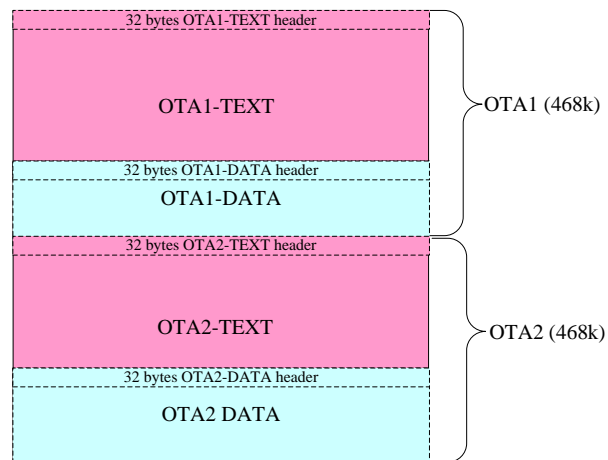 32 bytes OTA1-TEXT header
OTA1-TEXT
OTA1 (468k)
32 bytes OTA1-DATA header
OTA1-DATA
32 bytes OTA2-TEXT header
OTA2-TEXT
OTA2 (468k)
32 bytes OTA2-DATA header
OTA2 DATA